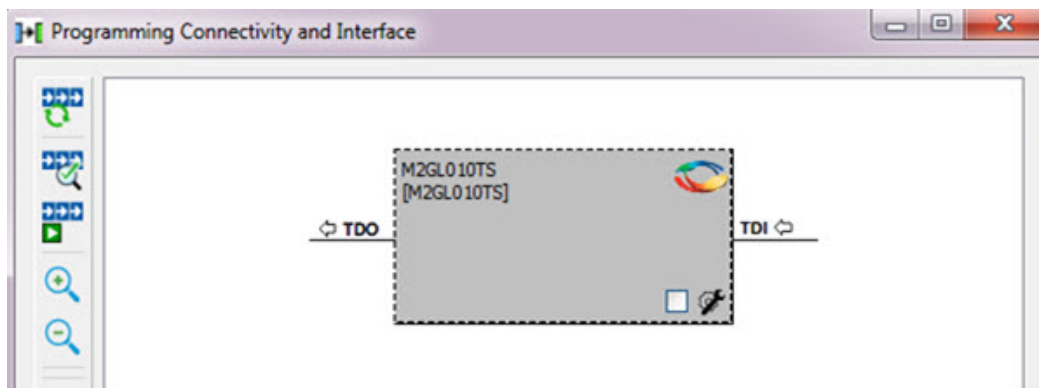 Programming Connectivity and Interface
M2GL010TS
[M2GL010TS]
TDO
TDI